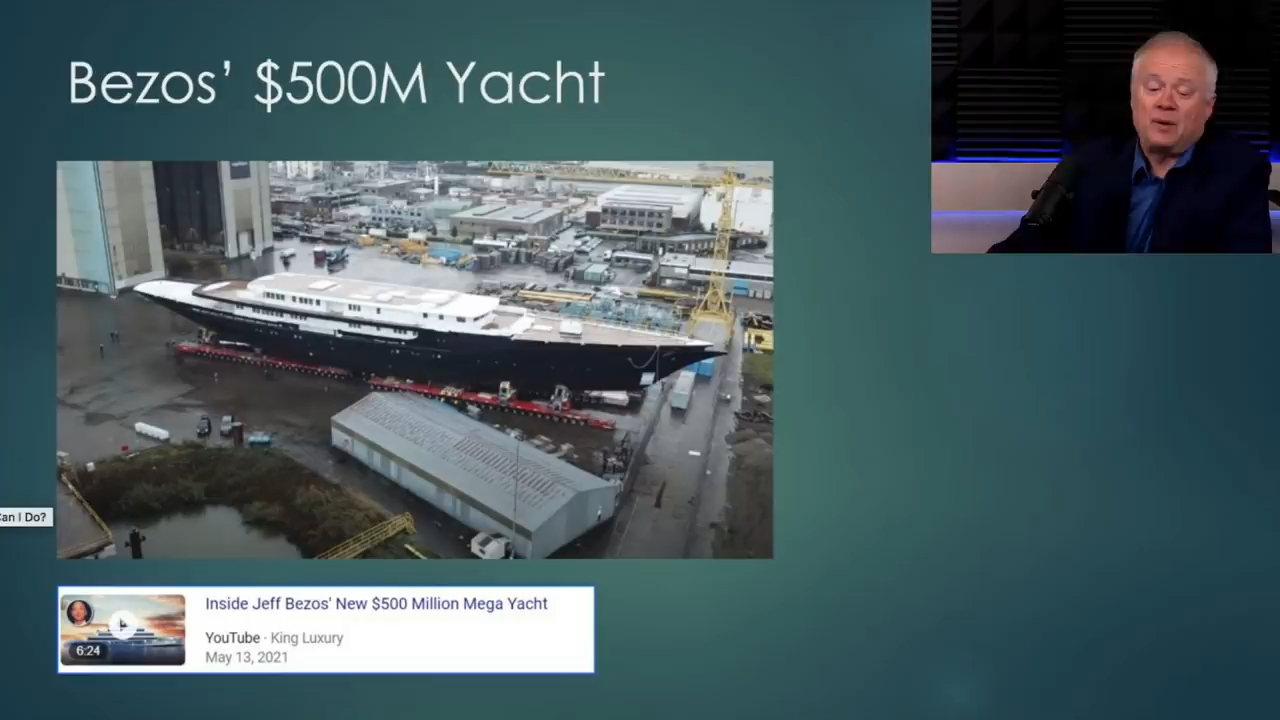 Bezos’ $500M Yacht
Can I Do?
6:24
Inside Jeff Bezos' New $500 Million Mega Yacht
YouTube · King Luxury
May 13, 2021